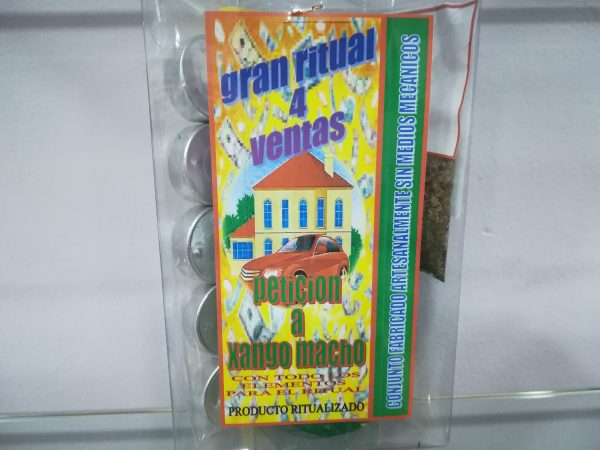 gran ritual
4
ventas
peticion
a
xango macho
CON TODO LOS
ELEMENTOS
PARA EL RITUAL
PRODUCTO RITUALIZADO
CONJUNTO FABRICADO ARTESANALMENTE SIN MEDIOS MECANICOS